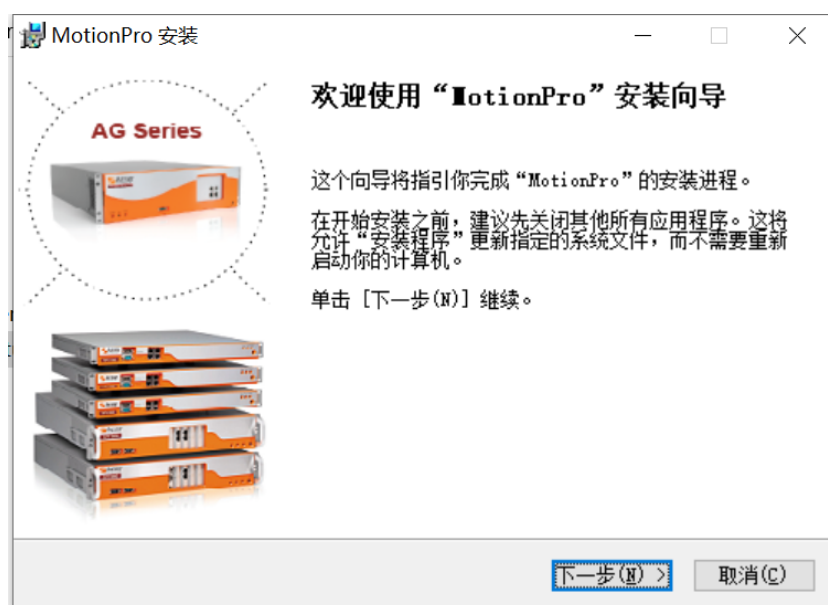 MotionPro 安装
欢迎使用“MotionPro”安装向导
AG Series
这个向导将指引你完成“MotionPro”的安装进程。
在开始安装之前，建议先关闭其他所有应用程序。这将
允许“安装程序”更新指定的系统文件，而不需要重新
启动你的计算机。
单击 [下一步(N)] 继续。
下一步(N) >
取消(C)